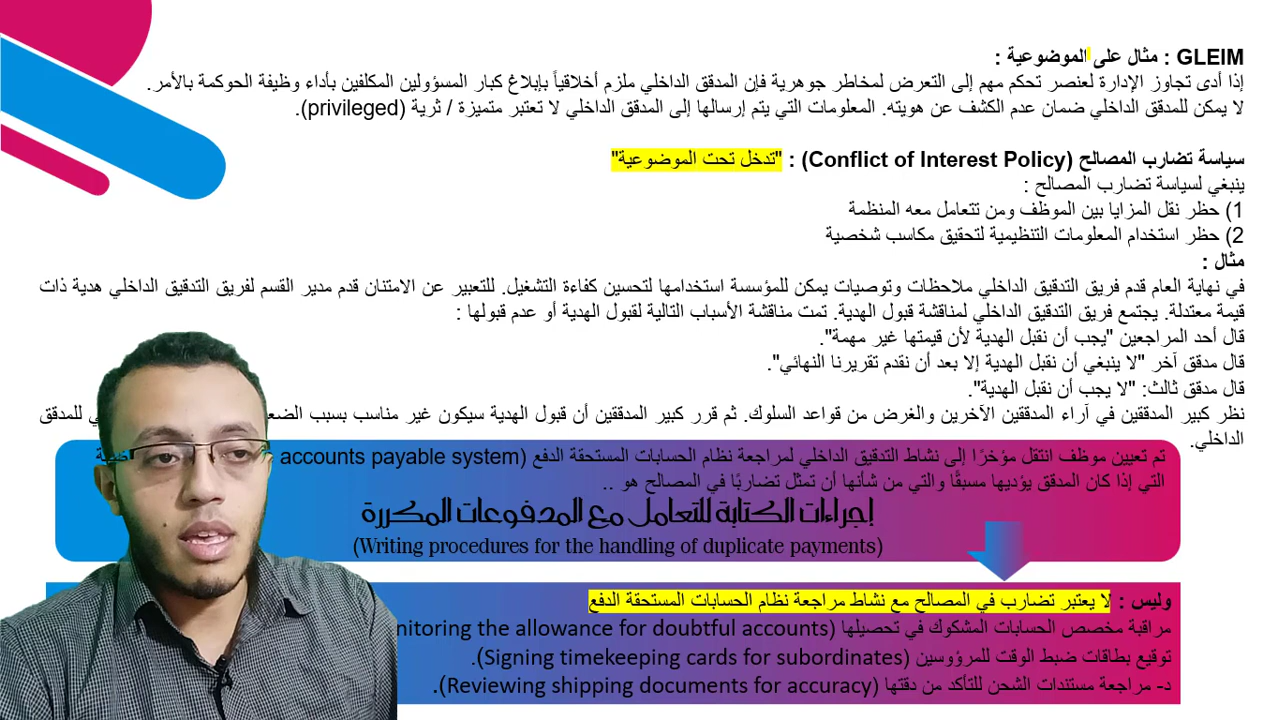 GLEIM : مثال على الموضوعية :
إذا أدى تجاوز الإدارة لعنصر تحكم مهم إلى التعرض لمخاطر جوهرية فإن المدقق الداخلي ملزم أخلاقياً بإبلاغ كبار المسؤولين المكلفين بأداء وظيفة الحوكمة بالأمر.
لا يمكن للمدقق الداخلي ضمان عدم الكشف عن هويته. المعلومات التي يتم إرسالها إلى المدقق الداخلي لا تعتبر متميزة / ثرية (privileged).
سياسة تضارب المصالح (Conflict of Interest Policy) : "تدخل تحت الموضوعية"
ينبغي لسياسة تضارب المصالح :
1) حظر نقل المزايا بين الموظف ومن تتعامل معه المنظمة
2) حظر استخدام المعلومات التنظيمية لتحقيق مكاسب شخصية
مثال :
في نهاية العام قدم فريق التدقيق الداخلي ملاحظات وتوصيات يمكن للمؤسسة استخدامها لتحسين كفاءة التشغيل. للتعبير عن الامتنان قدم مدير القسم لفريق التدقيق الداخلي هدية ذات
قيمة معتدلة. يجتمع فريق التدقيق الداخلي لمناقشة قبول الهدية. تمت مناقشة الأسباب التالية لقبول الهدية أو عدم قبولها :
قال أحد المراجعين "يجب أن نقبل الهدية لأن قيمتها غير مهمة".
قال مدقق آخر "لا ينبغي أن نقبل الهدية إلا بعد أن نقدم تقريرنا النهائي".
قال مدقق ثالث: "لا يجب أن نقبل الهدية".
نظر كبير المدققين في آراء المدققين الآخرين والغرض من قواعد السلوك. ثم قرر كبير المدققين أن قبول الهدية سيكون غير مناسب بسبب للمدقق
الداخلي.
تم تعيين موظف انتقل مؤخرًا إلى نشاط التدقيق الداخلي لمراجعة نظام الحسابات المستحقة الدفع (accounts payable system
التي إذا كان المدقق يؤديها مسبقًا والتي من شأنها أن تمثل تضاربًا في المصالح هو ..
إجراءات الكتابة للتعامل مع المدفوعات المكررة
(Writing procedures for the handling of duplicate payments)
وليس : لا يعتبر تضارب في المصالح مع نشاط مراجعة نظام الحسابات المستحقة الدفع
مراقبة مخصص الحسابات المشكوك في تحصيلها (nitoring the allowance for doubtful accounts
توقيع بطاقات ضبط الوقت للمرؤوسين (Signing timekeeping cards for subordinates).
د- مراجعة مستندات الشحن للتأكد من دقتها (Reviewing shipping documents for accuracy).